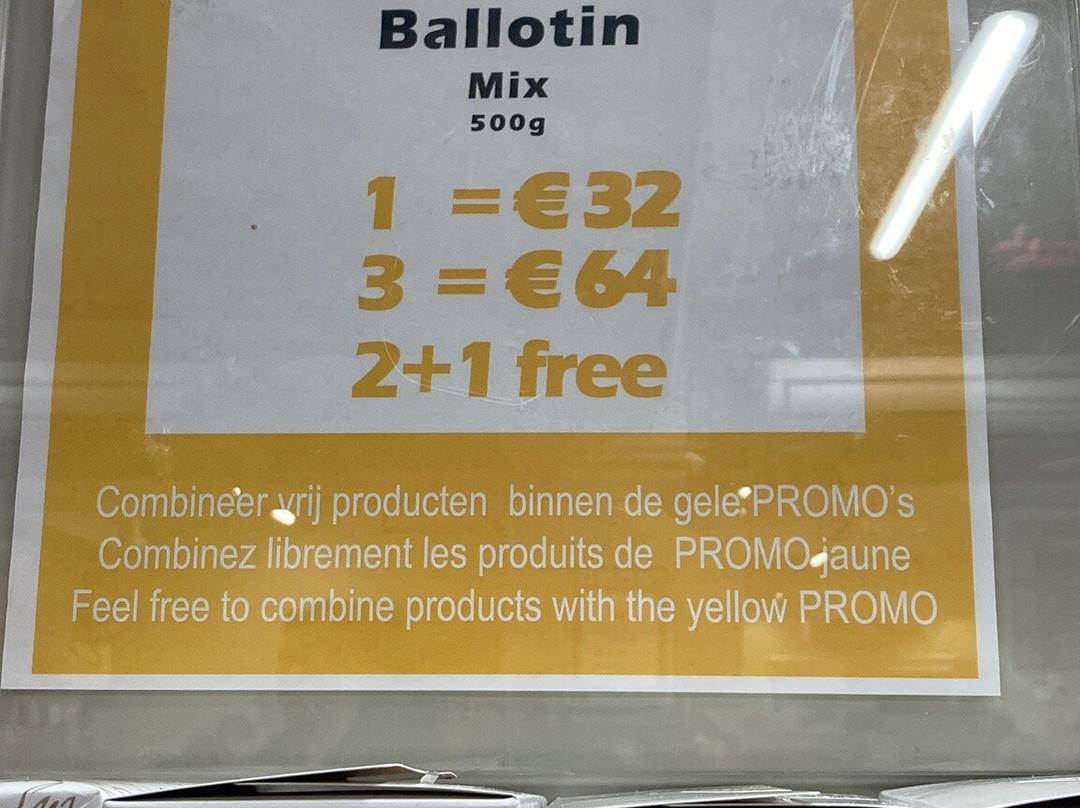 Ballotin
Mix
500g
1 = € 32
3 = € 64
2+1 free
Combineer vrij producten binnen de gele PROMO's
Combinez librement les produits de PROMO jaune
Feel free to combine products with the yellow PROMO